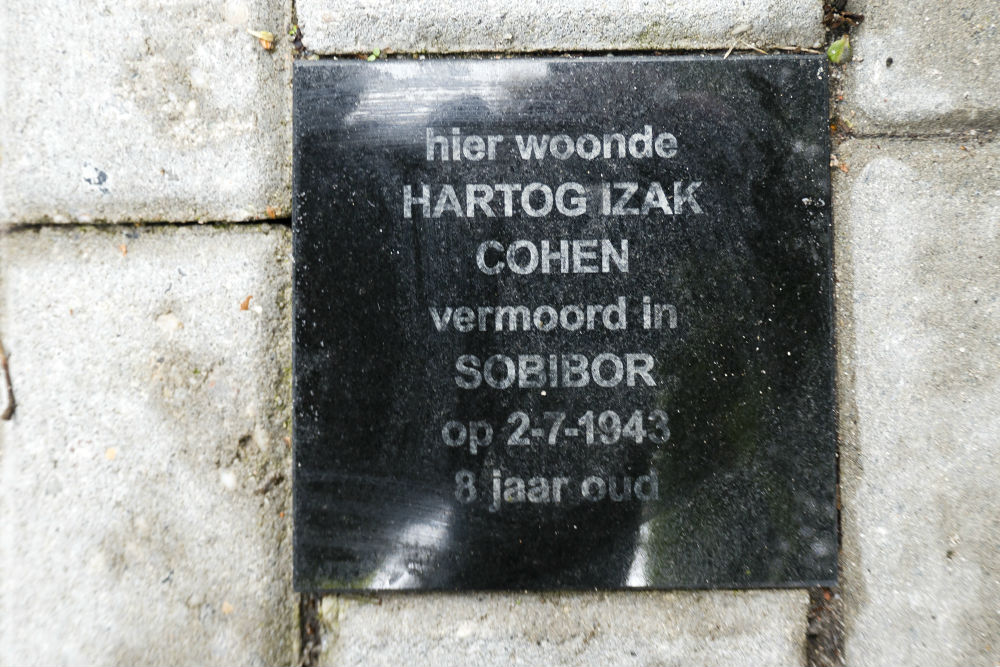 hier woonde
HARTOG IZAK
COHEN
vermoord in
SOBIBOR
op 2-7-1943
8 jaar oud